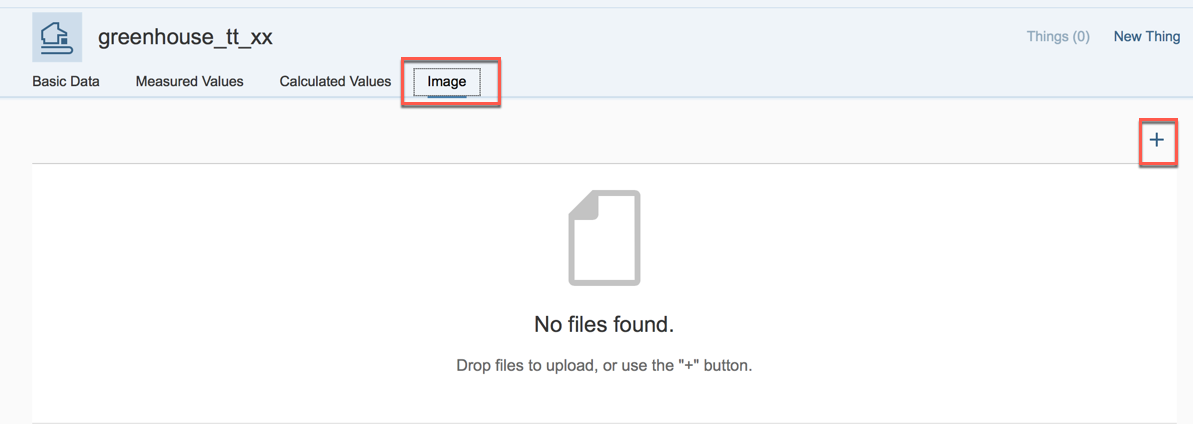 greenhouse_tt_xx
Things (0) New Thing
Basic Data Measured Values Calculated Values Image
+
No files found.
Drop files to upload, or use the "+" button.